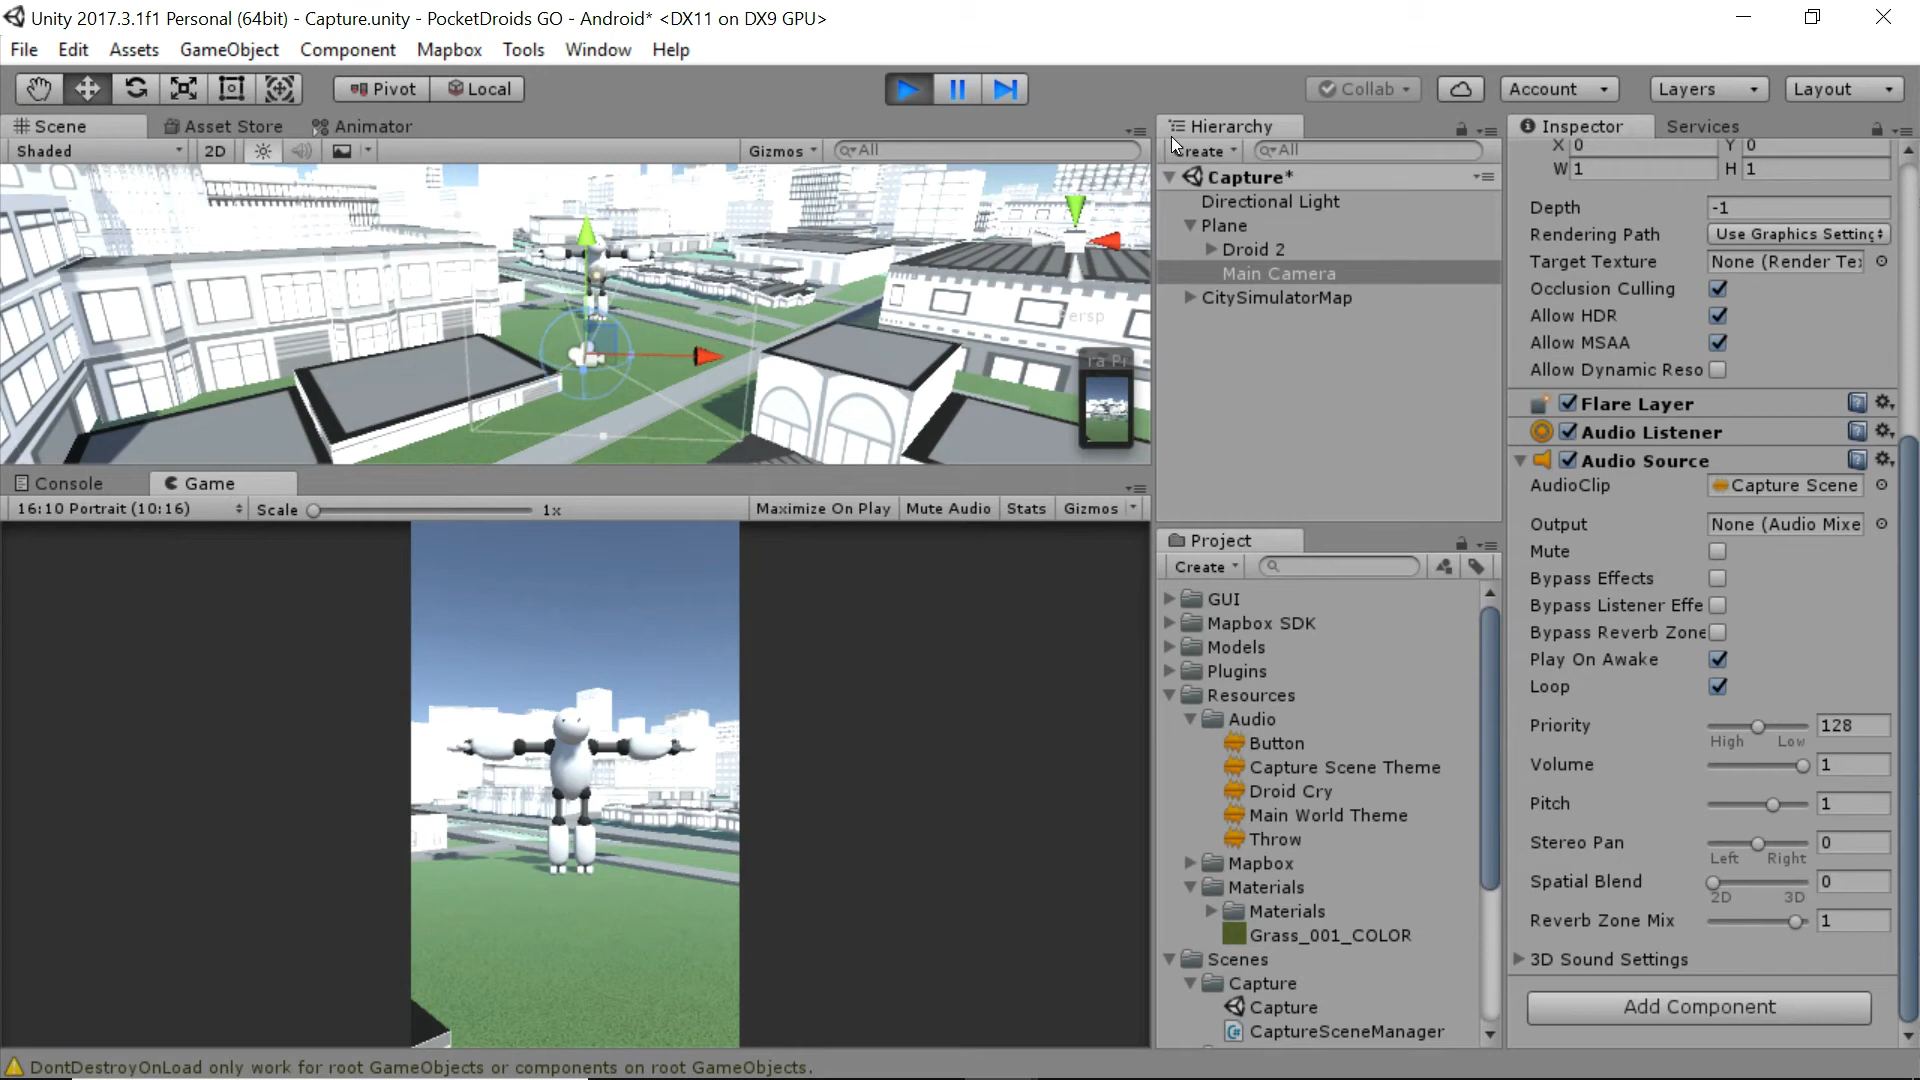 Unity 2017.3.1f1 Personal (64bit) - Capture.unity - PocketDroids GO - Android* <DX11 on DX9 GPU>
File Edit Assets GameObject Component Mapbox Tools Window Help
Pivot Local Collab Account Layers Layout
Scene Asset Store Animator
Shaded 2D Gizmos All
Persp
Console Game
16:10 Portrait (10:16) Scale 1x Maximize On Play Mute Audio Stats Gizmos
Hierarchy
Create All
Capture*
Directional Light
Plane
Droid 2
Main Camera
CitySimulatorMap
Project
Create
GUI
Mapbox SDK
Models
Plugins
Resources
Audio
Button
Capture Scene Theme
Droid Cry
Main World Theme
Throw
Mapbox
Materials
Materials
Grass_001_COLOR
Scenes
Capture
Capture
CaptureSceneManager
Inspector Services
X 0 Y 0
W 1 H 1
Depth -1
Rendering Path Use Graphics Setting
Target Texture None (Render Te
Occlusion Culling
Allow HDR
Allow MSAA
Allow Dynamic Reso
Flare Layer
Audio Listener
Audio Source
AudioClip Capture Scene
Output None (Audio Mixe
Mute
Bypass Effects
Bypass Listener Effe
Bypass Reverb Zone
Play On Awake
Loop
Priority 128
High Low
Volume 1
Pitch 1
Stereo Pan 0
Left Right
Spatial Blend 0
2D 3D
Reverb Zone Mix 1
3D Sound Settings
Add Component
DontDestroyOnLoad only work for root GameObjects or components on root GameObjects.